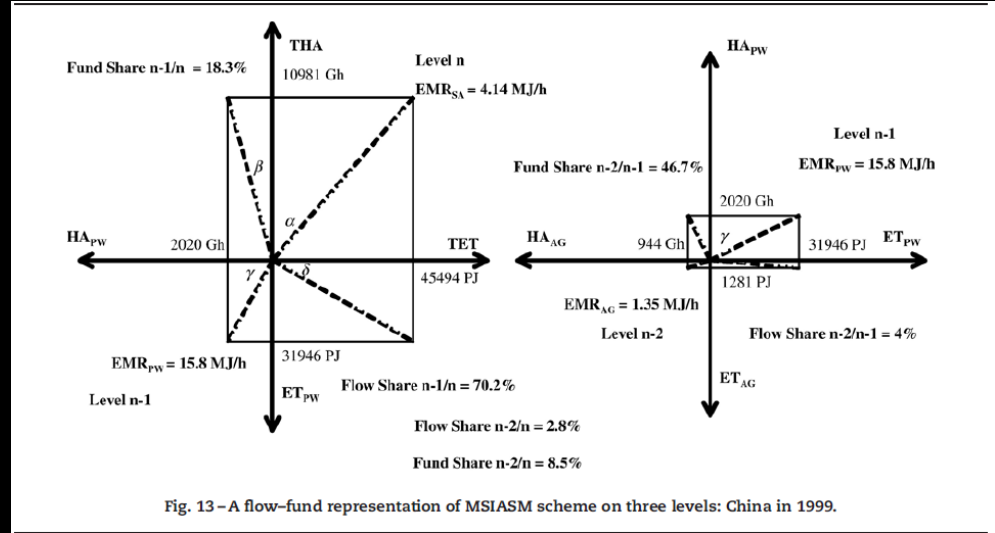 THA
10981 Gh
Fund Share n-1/n = 18.3%
Level n
EMR_SA = 4.14 MJ/h
β
α
HA_PW
2020 Gh
TET
γ
δ
45494 PJ
31946 PJ
EMR_PW = 15.8 MJ/h
ET_PW
Flow Share n-1/n = 70.2%
Level n-1
HA_PW
Level n-1
Fund Share n-2/n-1 = 46.7%
EMR_PW = 15.8 MJ/h
2020 Gh
HA_AG
944 Gh
γ
31946 PJ
ET_PW
1281 PJ
EMR_AG = 1.35 MJ/h
Level n-2
Flow Share n-2/n-1 = 4%
ET_AG
Flow Share n-2/n = 2.8%
Fund Share n-2/n = 8.5%
Fig. 13 – A flow–fund representation of MSIASM scheme on three levels: China in 1999.